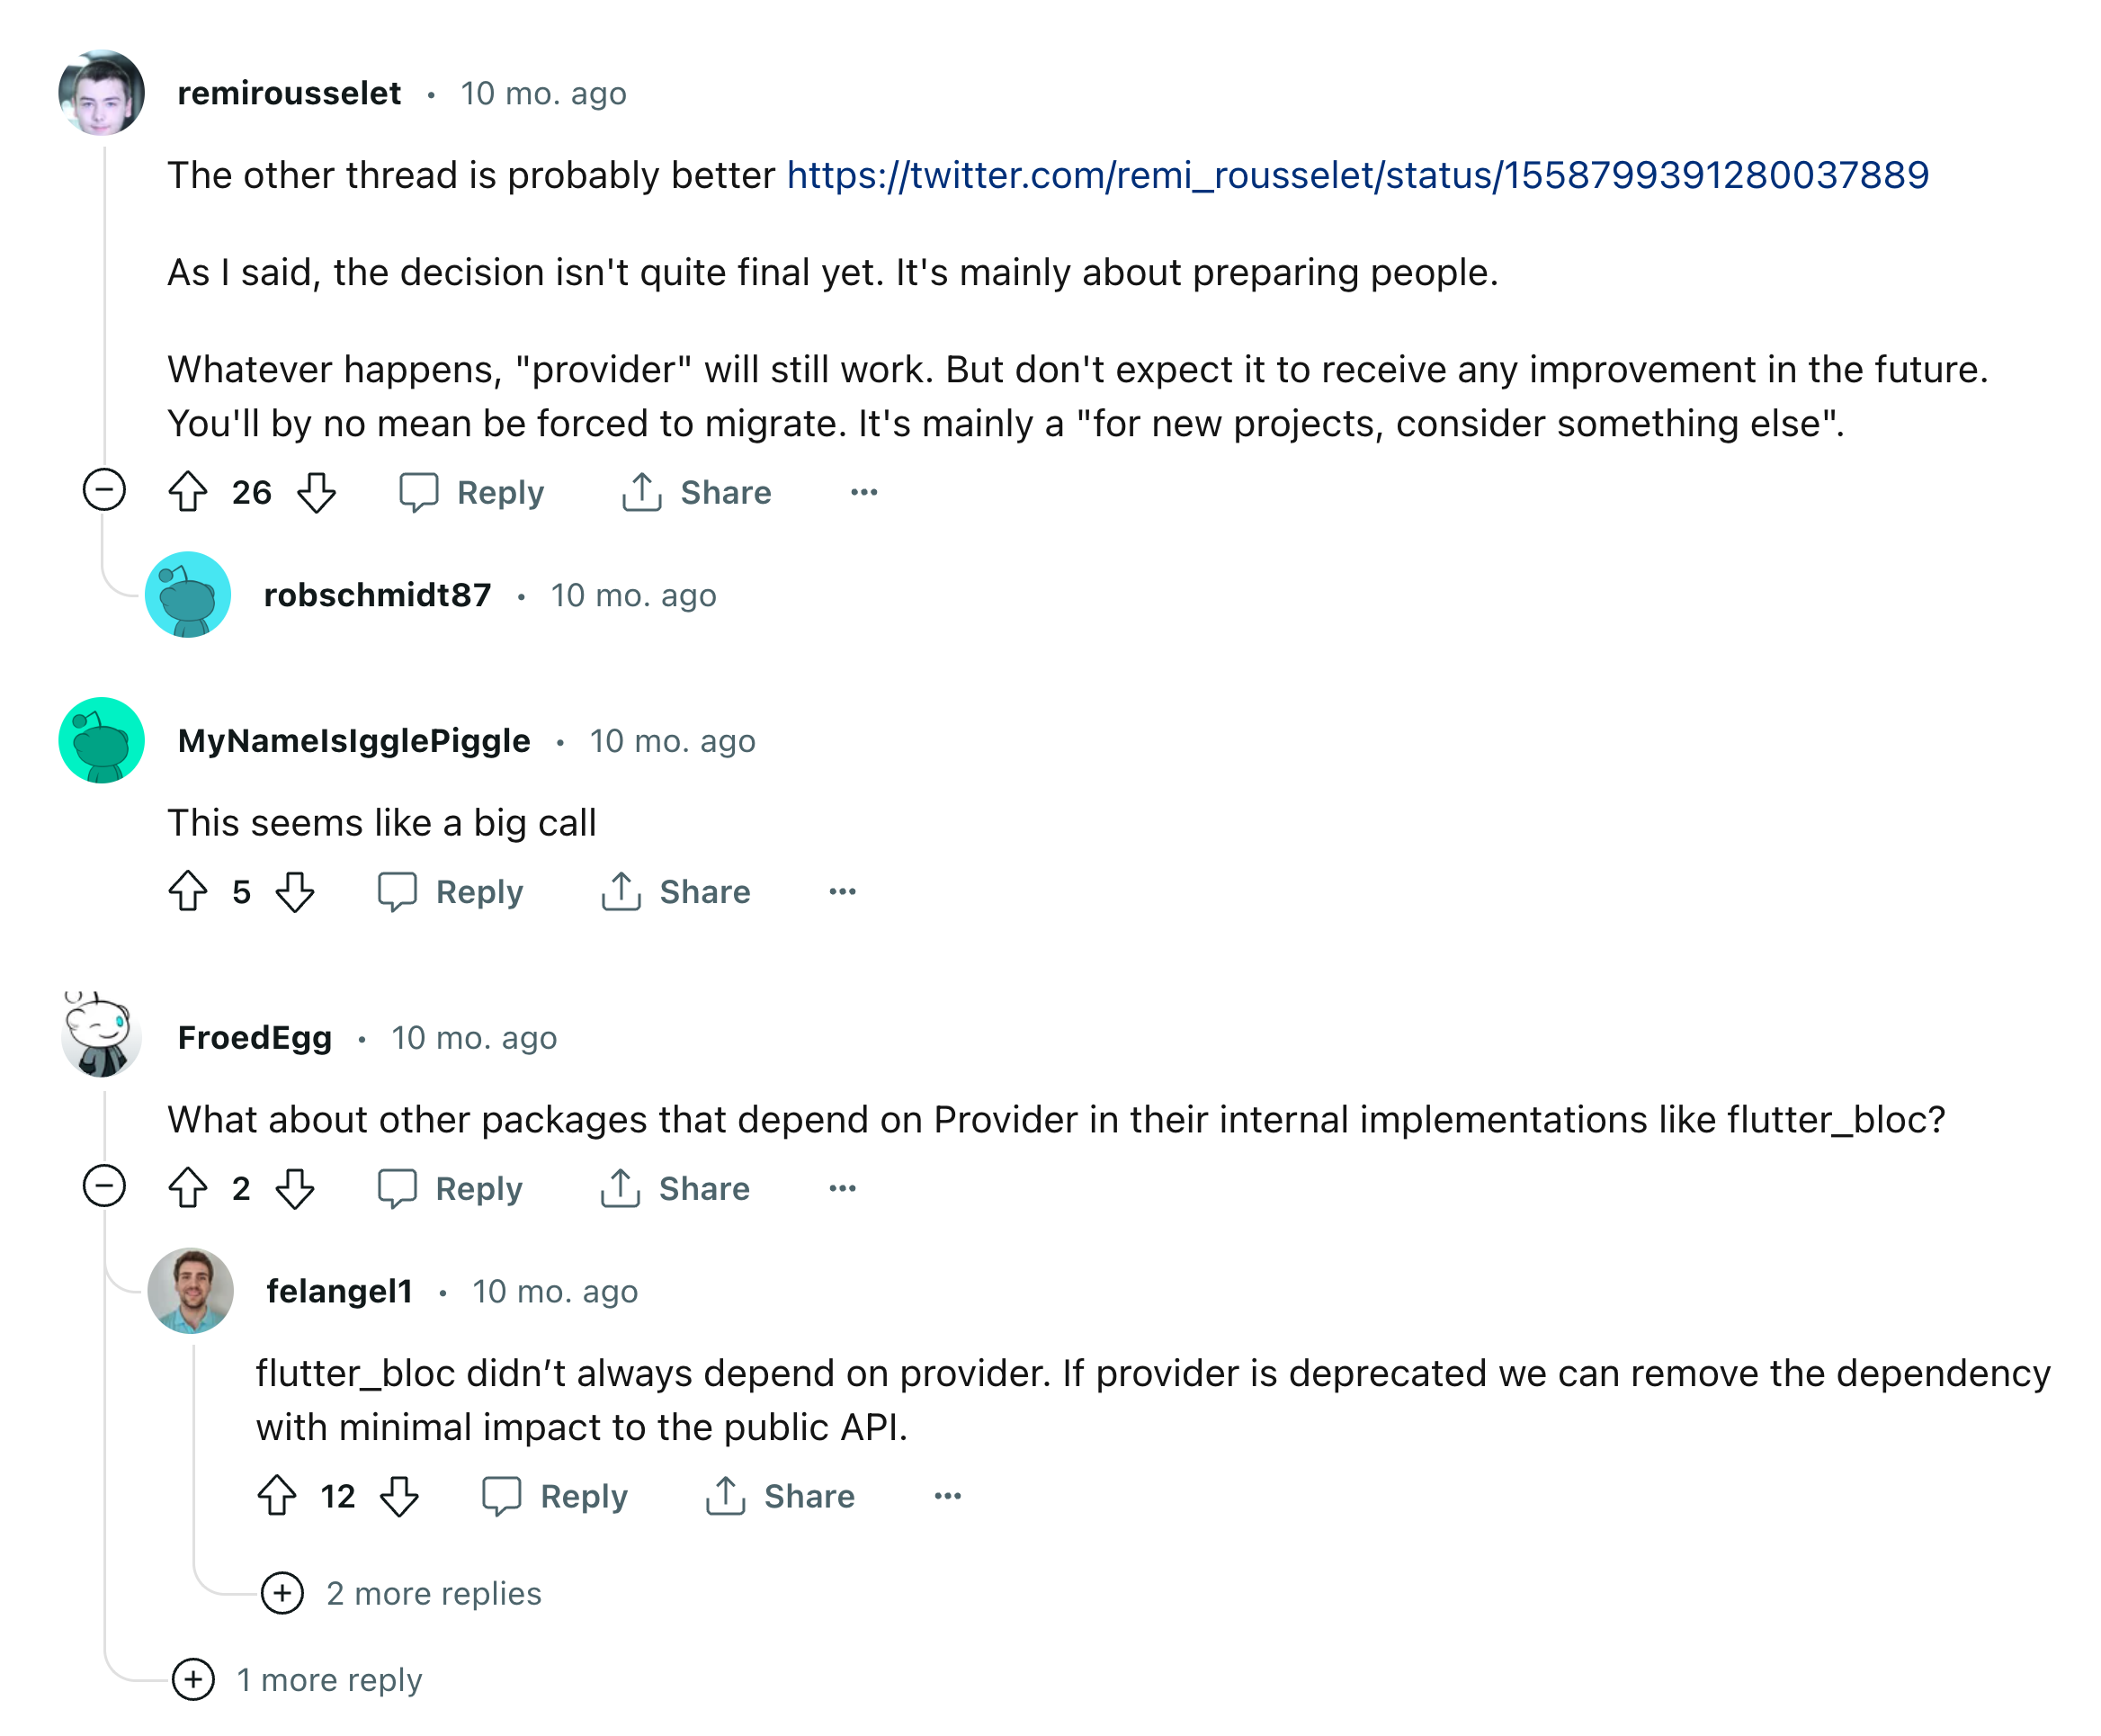 remirousselet • 10 mo. ago
The other thread is probably better https://twitter.com/remi_rousselet/status/1558799391280037889
As I said, the decision isn't quite final yet. It's mainly about preparing people.
Whatever happens, "provider" will still work. But don't expect it to receive any improvement in the future.
You'll by no mean be forced to migrate. It's mainly a "for new projects, consider something else".
26 Reply Share ···
robschmidt87 • 10 mo. ago
MyNameIsIgglePiggle • 10 mo. ago
This seems like a big call
5 Reply Share ···
FroedEgg • 10 mo. ago
What about other packages that depend on Provider in their internal implementations like flutter_bloc?
2 Reply Share ···
felangel1 • 10 mo. ago
flutter_bloc didn’t always depend on provider. If provider is deprecated we can remove the dependency
with minimal impact to the public API.
12 Reply Share ···
2 more replies
1 more reply